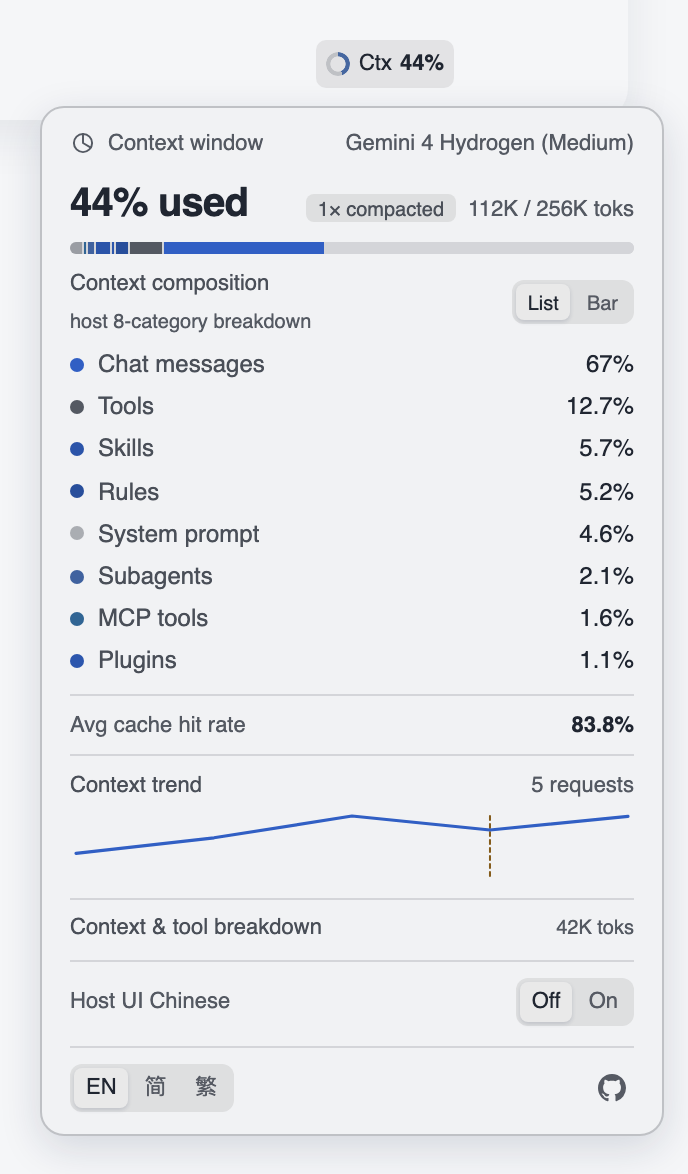 Ctx 44%
Context window Gemini 4 Hydrogen (Medium)
44% used 1× compacted 112K / 256K toks
Context composition
host 8-category breakdown
List Bar
Chat messages 67%
Tools 12.7%
Skills 5.7%
Rules 5.2%
System prompt 4.6%
Subagents 2.1%
MCP tools 1.6%
Plugins 1.1%
Avg cache hit rate 83.8%
Context trend 5 requests
Context & tool breakdown 42K toks
Host UI Chinese Off On
EN 简 繁